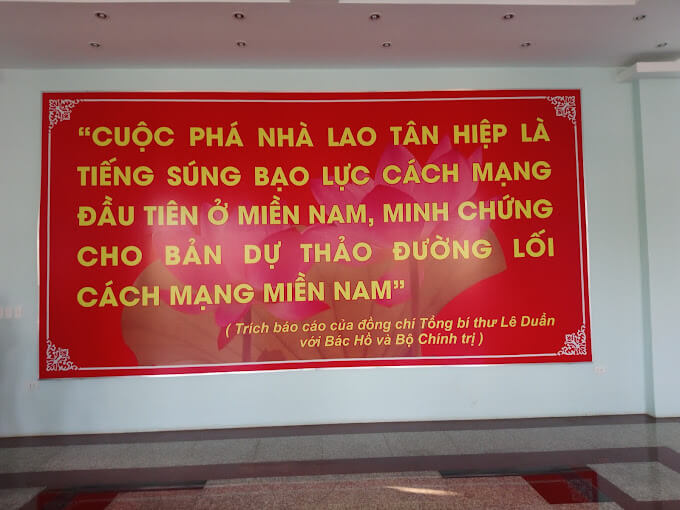 “CUỘC PHÁ NHÀ LAO TÂN HIỆP LÀ
TIẾNG SÚNG BẠO LỰC CÁCH MẠNG
ĐẦU TIÊN Ở MIỀN NAM, MINH CHỨNG
CHO BẢN DỰ THẢO ĐƯỜNG LỐI
CÁCH MẠNG MIỀN NAM”
( Trích báo cáo của đồng chí Tổng bí thư Lê Duẩn
với Bác Hồ và Bộ Chính trị )